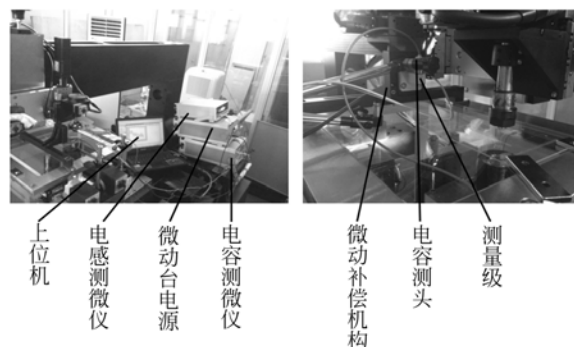 上位机
电感测微仪
微动台电源
电容测微仪
微动补偿机构
电容测头
测量级